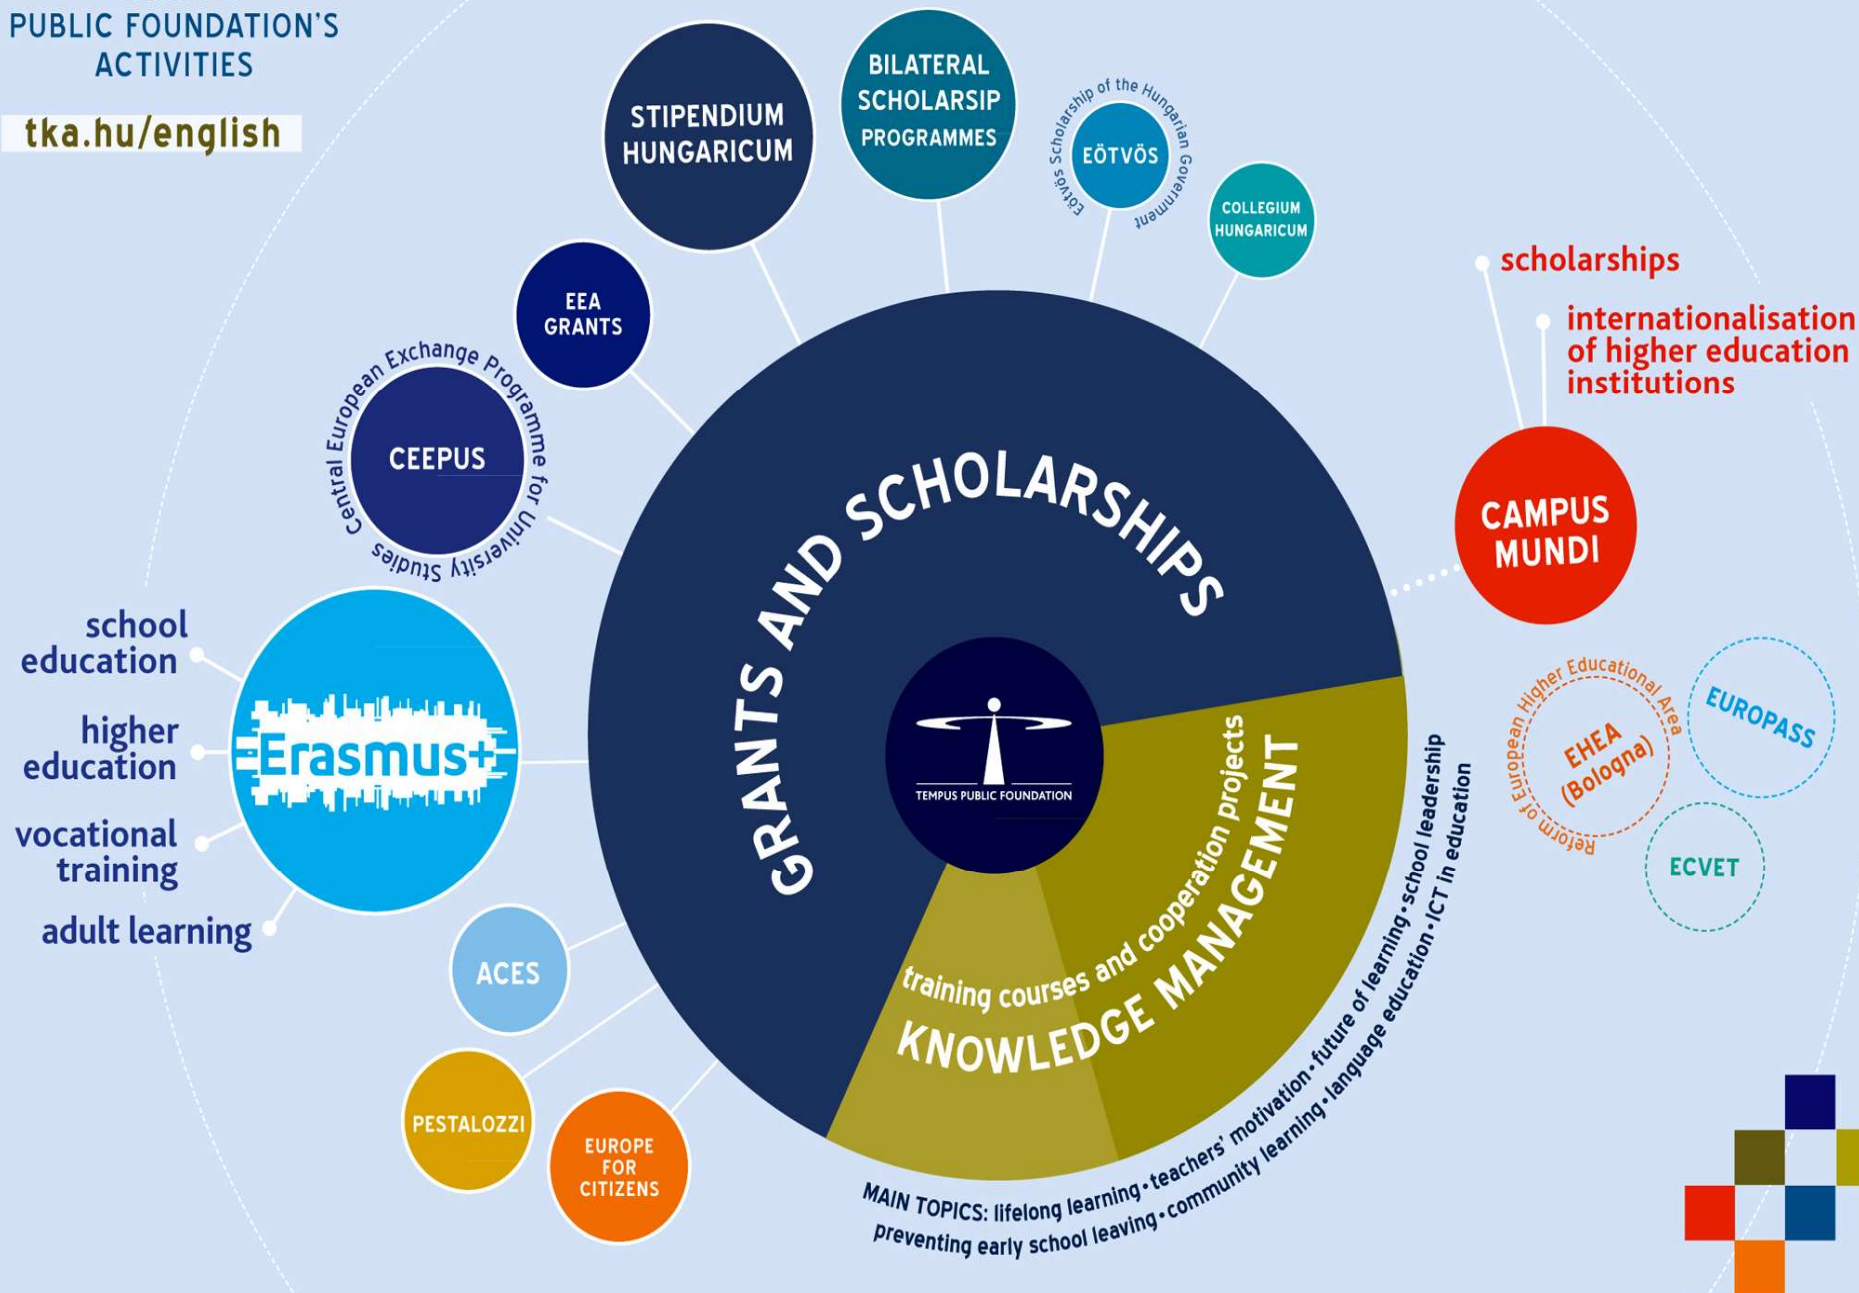 PUBLIC FOUNDATION'S
ACTIVITIES
tka.hu/english
STIPENDIUM
HUNGARICUM
BILATERAL
SCHOLARSIP
PROGRAMMES
Eötvös Scholarship of the Hungarian Government
EÖTVÖS
COLLEGIUM
HUNGARICUM
EEA
GRANTS
Central European Exchange Programme for University Studies
CEEPUS
scholarships
internationalisation
of higher education
institutions
CAMPUS
MUNDI
GRANTS AND SCHOLARSHIPS
school
education
higher
education
vocational
training
adult learning
Erasmus+
TEMPUS PUBLIC FOUNDATION
training courses and cooperation projects
KNOWLEDGE MANAGEMENT
Reform of European Higher Educational Area
EHEA
(Bologna)
EUROPASS
ECVET
ACES
PESTALOZZI
EUROPE
FOR
CITIZENS
MAIN TOPICS: lifelong learning • teachers' motivation • future of learning • school leadership
preventing early school leaving • community learning • language education • ICT in education